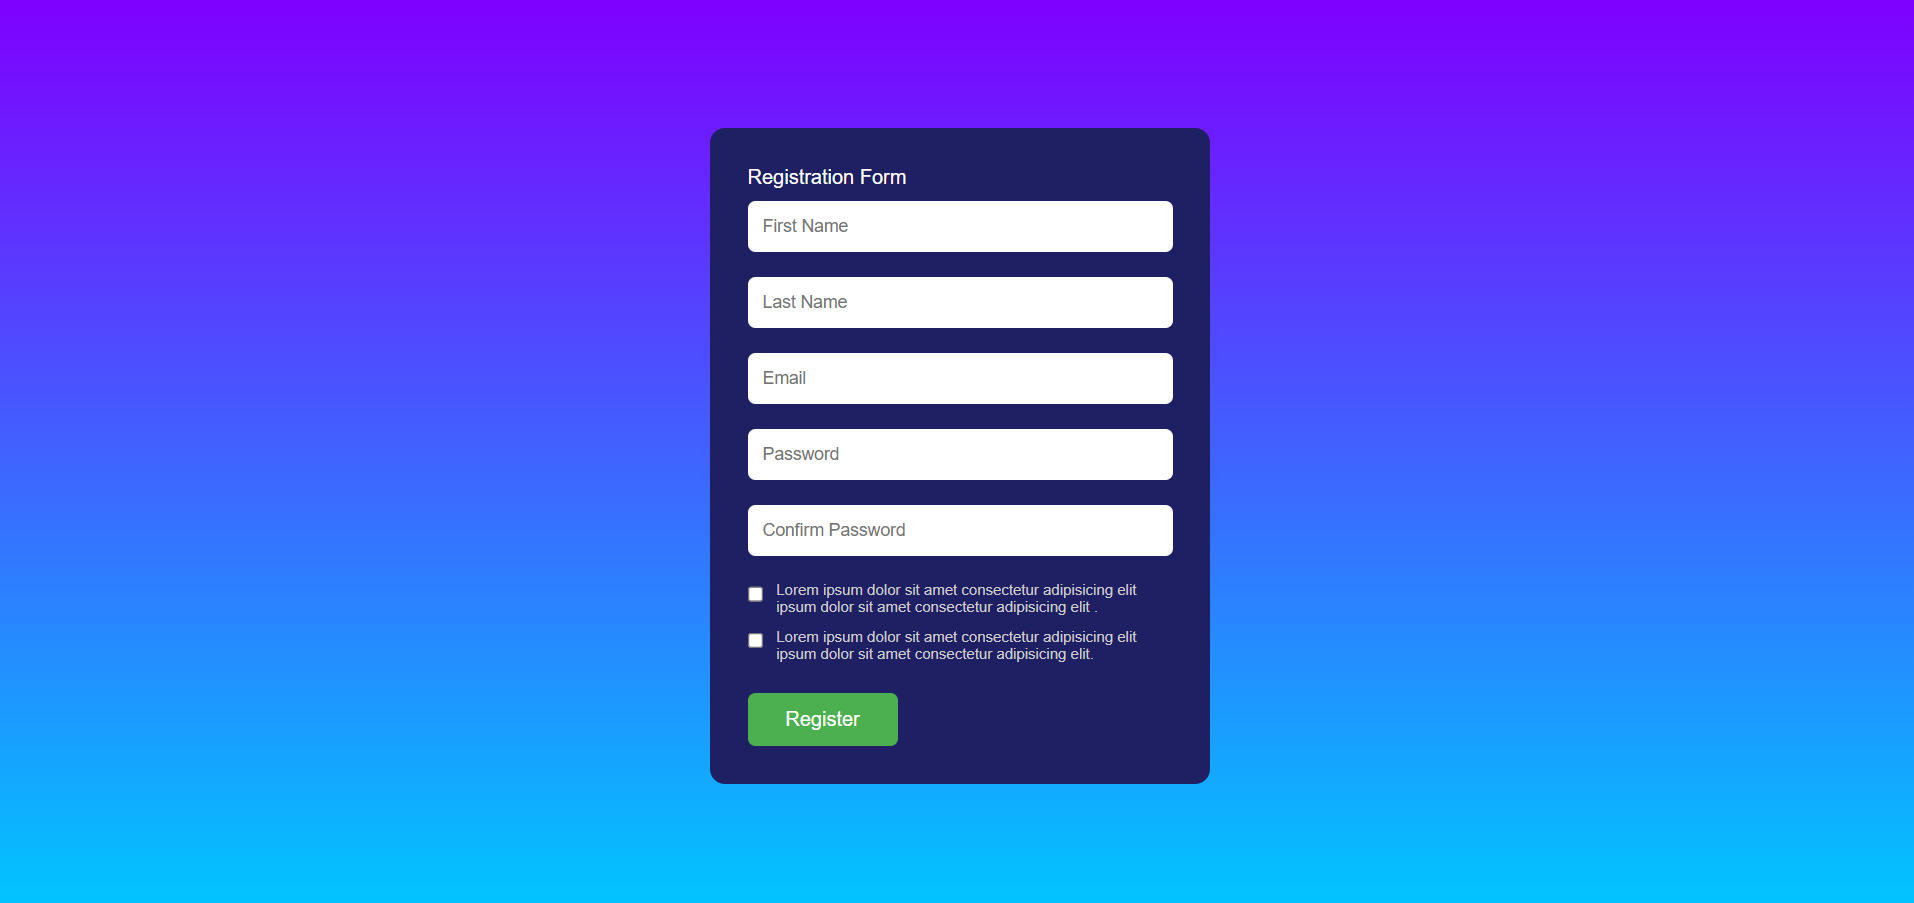 Registration Form
First Name
Last Name
Email
Password
Confirm Password
Lorem ipsum dolor sit amet consectetur adipisicing elit
ipsum dolor sit amet consectetur adipisicing elit .
Lorem ipsum dolor sit amet consectetur adipisicing elit
ipsum dolor sit amet consectetur adipisicing elit.
Register